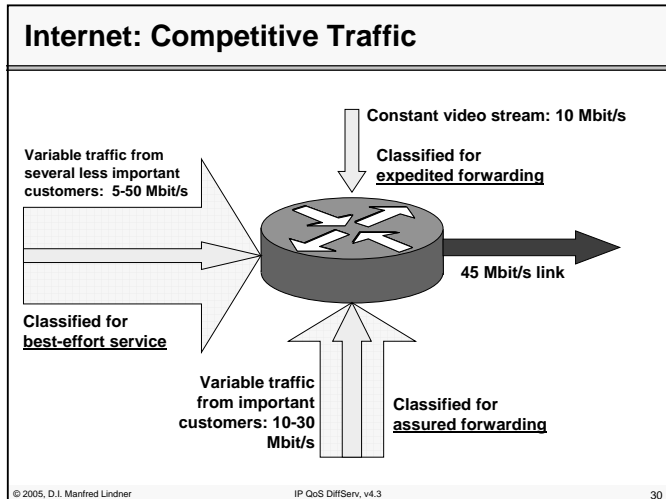 Internet: Competitive Traffic
Constant video stream: 10 Mbit/s
Classified for
expedited forwarding
Variable traffic from
several less important
customers: 5-50 Mbit/s
45 Mbit/s link
Classified for
best-effort service
Variable traffic
from important
customers: 10-30
Mbit/s
Classified for
assured forwarding
© 2005, D.I. Manfred Lindner
IP QoS DiffServ, v4.3
30